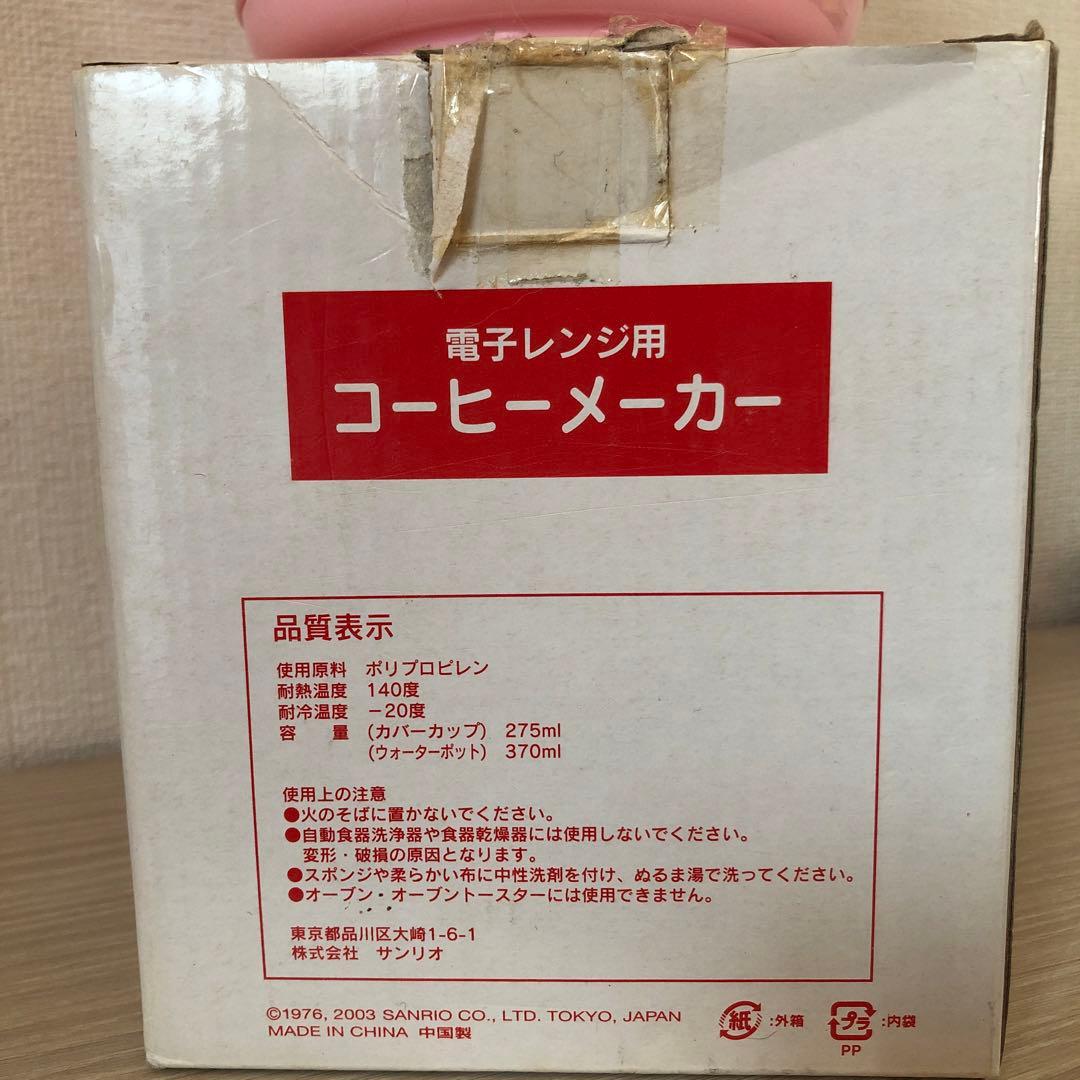 電子レンジ用
コーヒーメーカー
品質表示
使用原料 ポリプロピレン
耐熱温度 140度
耐冷温度 −20度
容 量 (カバーカップ) 275ml
(ウォーターポット) 370ml
使用上の注意
●火のそばに置かないでください。
●自動食器洗浄器や食器乾燥器には使用しないでください。
変形・破損の原因となります。
●スポンジや柔らかい布に中性洗剤を付け、ぬるま湯で洗ってください。
●オーブン・オーブントースターには使用できません。
東京都品川区大崎1-6-1
株式会社 サンリオ
©1976, 2003 SANRIO CO., LTD. TOKYO, JAPAN
MADE IN CHINA 中国製
紙 :外箱
プラ :内袋
PP